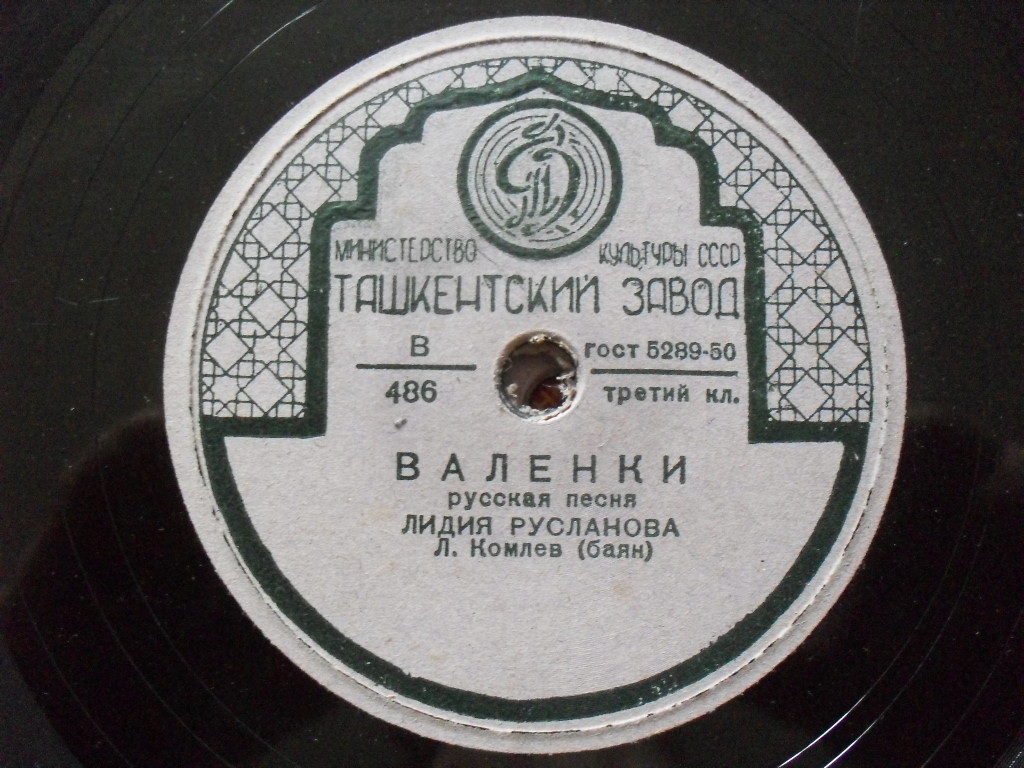 МИНИСТЕРСТВО КУЛЬТУРЫ СССР
ТАШКЕНТСКИЙ ЗАВОД
В
486
ГОСТ 5289-50
третий кл.
ВАЛЕНКИ
русская песня
ЛИДИЯ РУСЛАНОВА
Л. Комлев (баян)